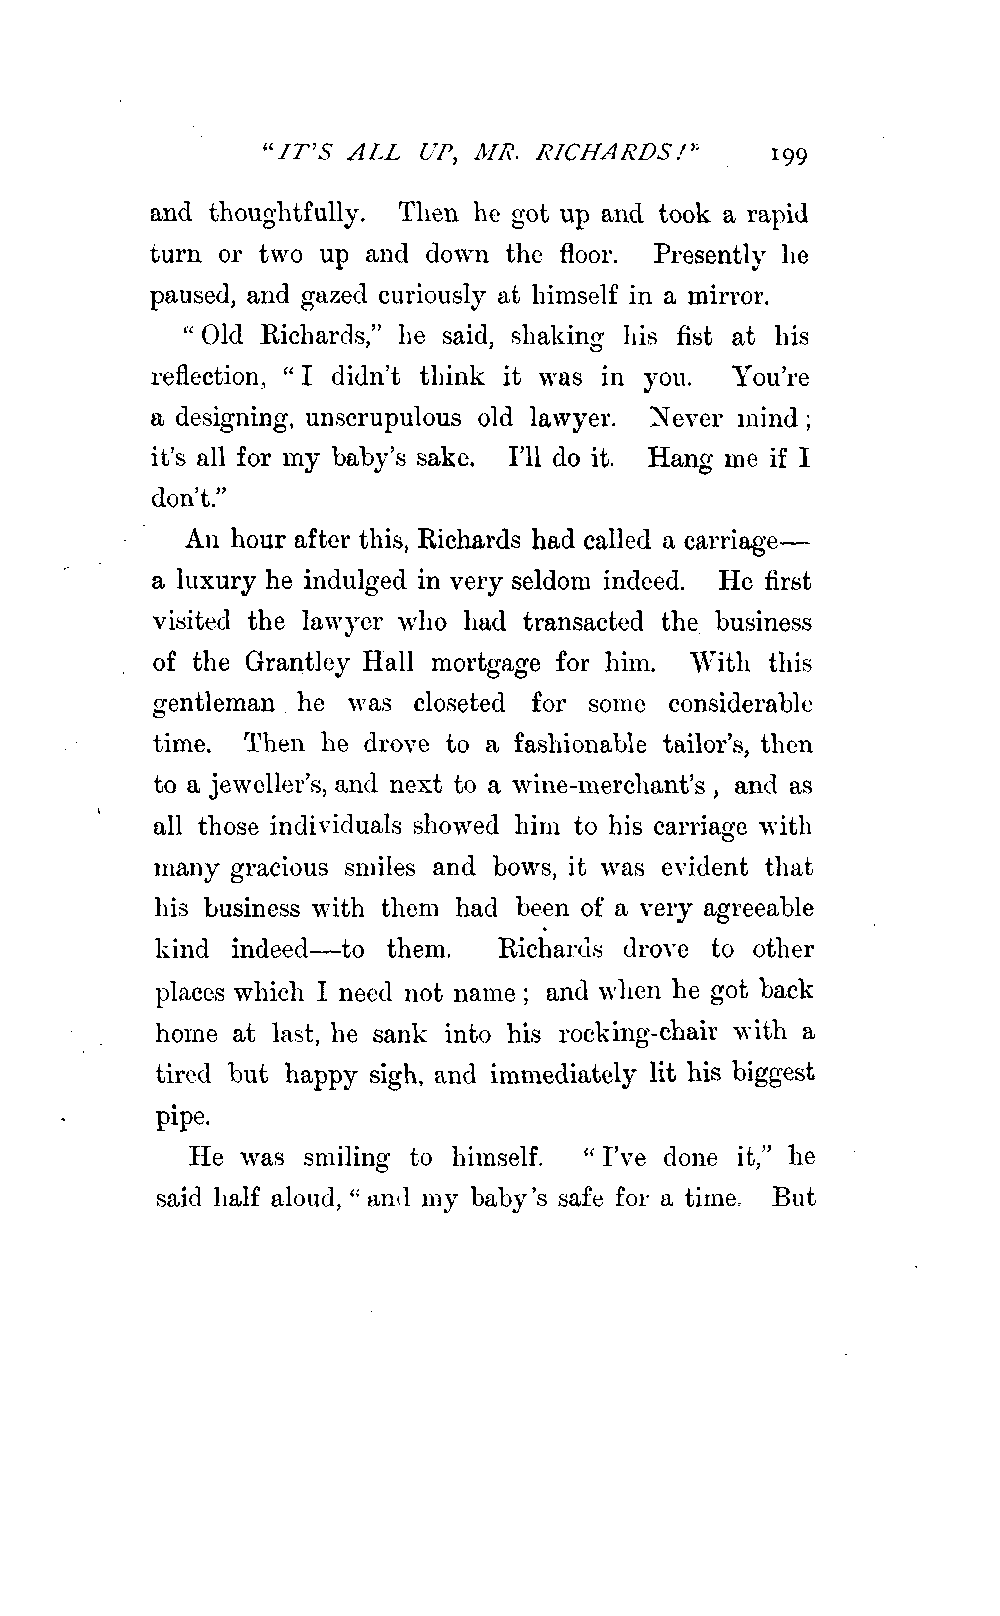 "IT'S ALL UP, MR. RICHARDS!" 199
and thoughtfully. Then he got up and took a rapid
turn or two up and down the floor. Presently he
paused, and gazed curiously at himself in a mirror.
"Old Richards," he said, shaking his fist at his
reflection, "I didn't think it was in you. You're
a designing, unscrupulous old lawyer. Never mind;
it's all for my baby's sake. I'll do it. Hang me if I
don't."
An hour after this, Richards had called a carriage—
a luxury he indulged in very seldom indeed. He first
visited the lawyer who had transacted the business
of the Grantley Hall mortgage for him. With this
gentleman he was closeted for some considerable
time. Then he drove to a fashionable tailor's, then
to a jeweller's, and next to a wine-merchant's, and as
all those individuals showed him to his carriage with
many gracious smiles and bows, it was evident that
his business with them had been of a very agreeable
kind indeed—to them. Richards drove to other
places which I need not name; and when he got back
home at last, he sank into his rocking-chair with a
tired but happy sigh, and immediately lit his biggest
pipe.
He was smiling to himself. "I've done it," he
said half aloud, "and my baby's safe for a time. But